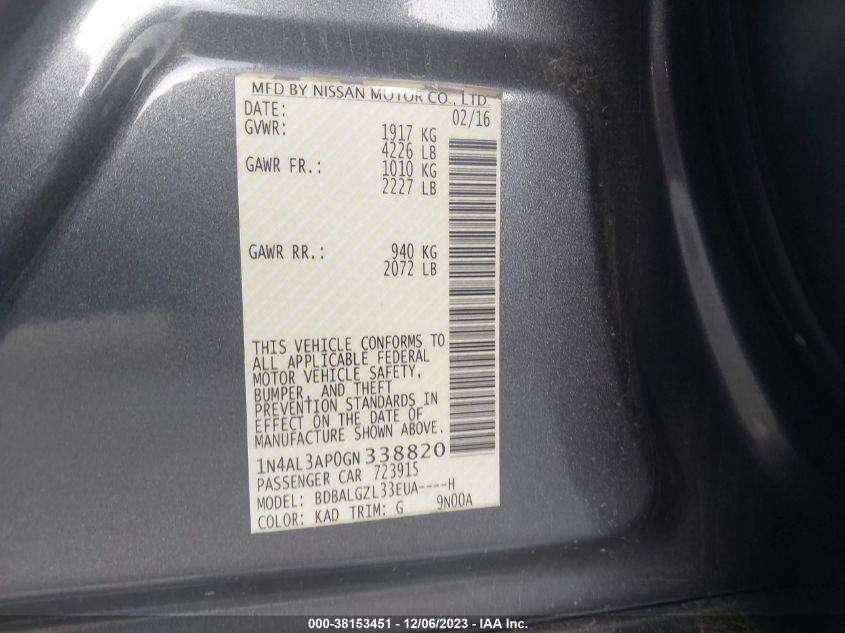 MFD BY NISSAN MOTOR CO., LTD.
DATE: 02/16
GVWR: 1917 KG
4226 LB
GAWR FR.: 1010 KG
2227 LB
GAWR RR.: 940 KG
2072 LB
THIS VEHICLE CONFORMS TO
ALL APPLICABLE FEDERAL
MOTOR VEHICLE SAFETY,
BUMPER, AND THEFT
PREVENTION STANDARDS IN
EFFECT ON THE DATE OF
MANUFACTURE SHOWN ABOVE.
1N4AL3AP0GN338820
PASSENGER CAR 723915
MODEL: BDBALGZL33EUA----H
COLOR: KAD TRIM: G 9N00A
000-38153451 - 12/06/2023 - IAA Inc.